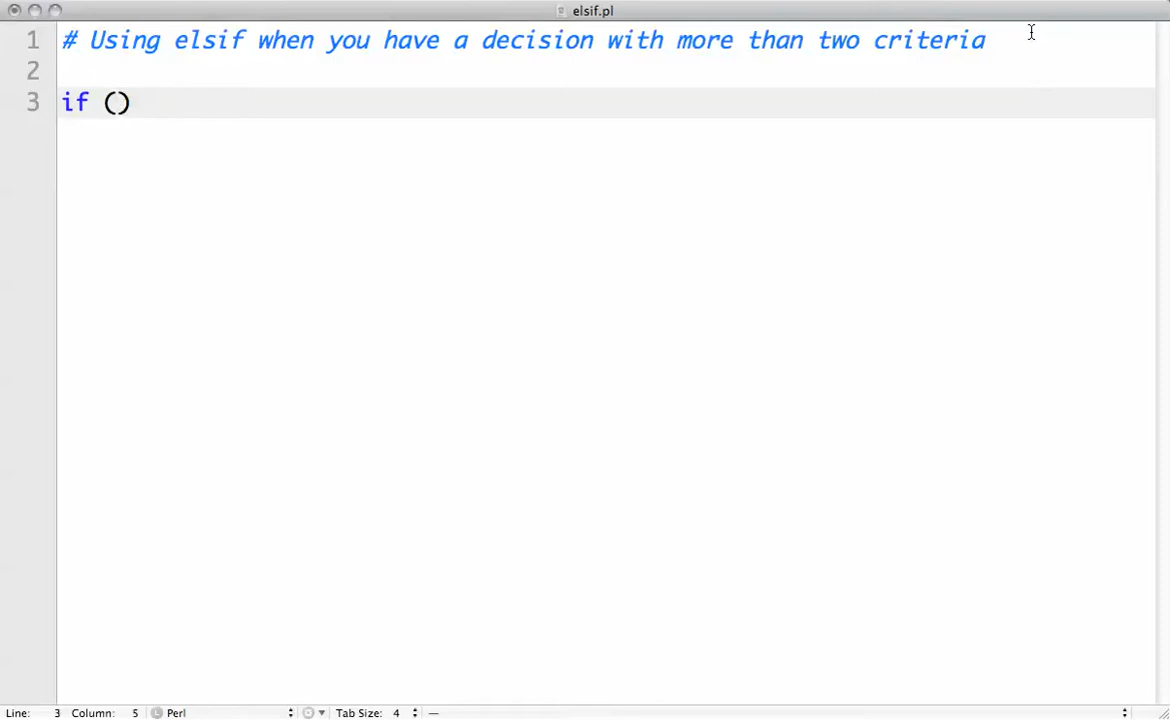 elsif.pl
1 # Using elsif when you have a decision with more than two criteria
2
3 if ()
Line: 3 Column: 5 L Perl Tab Size: 4 —